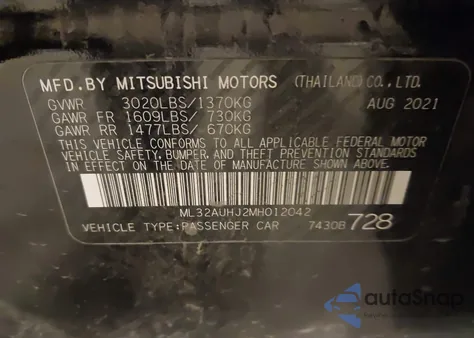 MFD.BY MITSUBISHI MOTORS (THAILAND)CO.,LTD.
GVWR 3020LBS/1370KG AUG 2021
GAWR FR 1609LBS/ 730KG
GAWR RR 1477LBS/ 670KG
THIS VEHICLE CONFORMS TO ALL APPLICABLE FEDERAL MOTOR
VEHICLE SAFETY,BUMPER,AND THEFT PREVENTION STANDARDS
IN EFFECT ON THE DATE OF MANUFACTURE SHOWN ABOVE.
ML32AUHJ2MH012042
VEHICLE TYPE:PASSENGER CAR 7430B 728
autoSnap